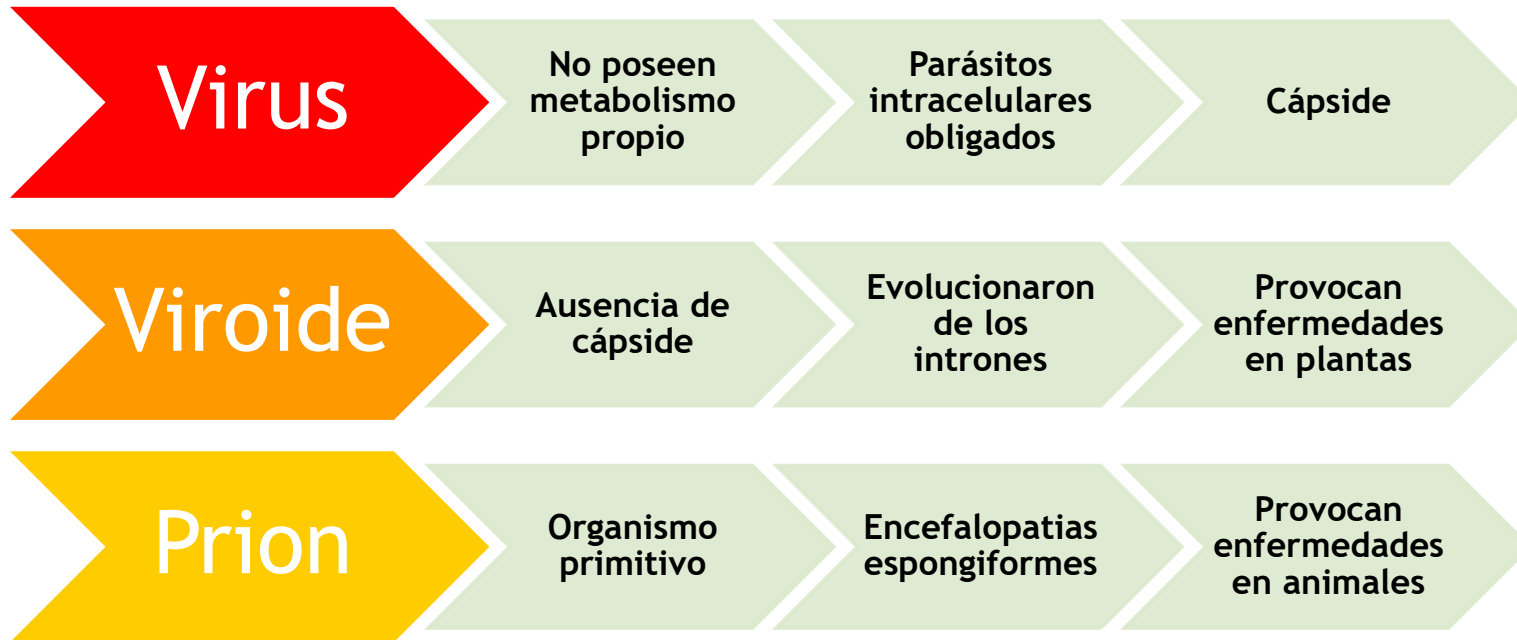 Virus
No poseen
metabolismo
propio
Parásitos
intracelulares
obligados
Cápside
Viroide
Ausencia de
cápside
Evolucionaron
de los
intrones
Provocan
enfermedades
en plantas
Prion
Organismo
primitivo
Encefalopatias
espongiformes
Provocan
enfermedades
en animales